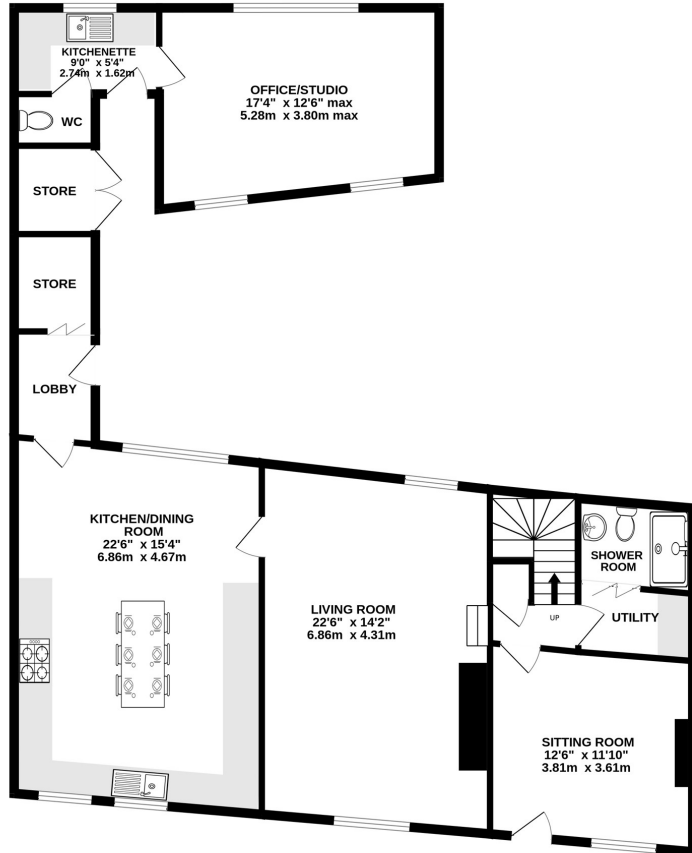 KITCHENETTE
9'0" x 5'4"
2.74m x 1.62m
OFFICE/STUDIO
17'4" x 12'6" max
5.28m x 3.80m max
WC
STORE
STORE
LOBBY
KITCHEN/DINING
ROOM
22'6" x 15'4"
6.86m x 4.67m
LIVING ROOM
22'6" x 14'2"
6.86m x 4.31m
SHOWER
ROOM
UP
UTILITY
SITTING ROOM
12'6" x 11'10"
3.81m x 3.61m